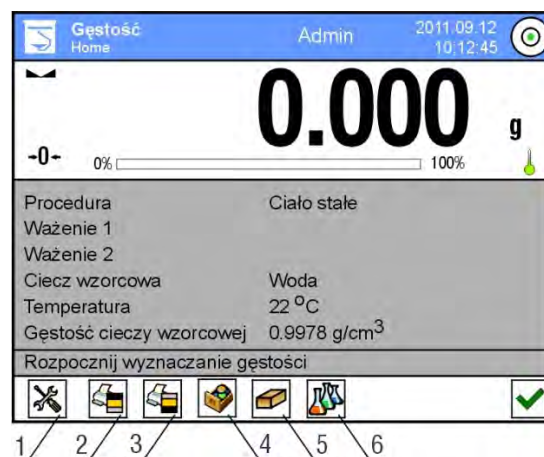 Gęstość
Home
Admin
2011.09.12
10:12:45
0.000 g
→0←
0% 100%
Procedura Ciało stałe
Ważenie 1
Ważenie 2
Ciecz wzorcowa Woda
Temperatura 22 °C
Gęstość cieczy wzorcowej 0.9978 g/cm³
Rozpocznij wyznaczanie gęstości
1 2 3 4 5 6